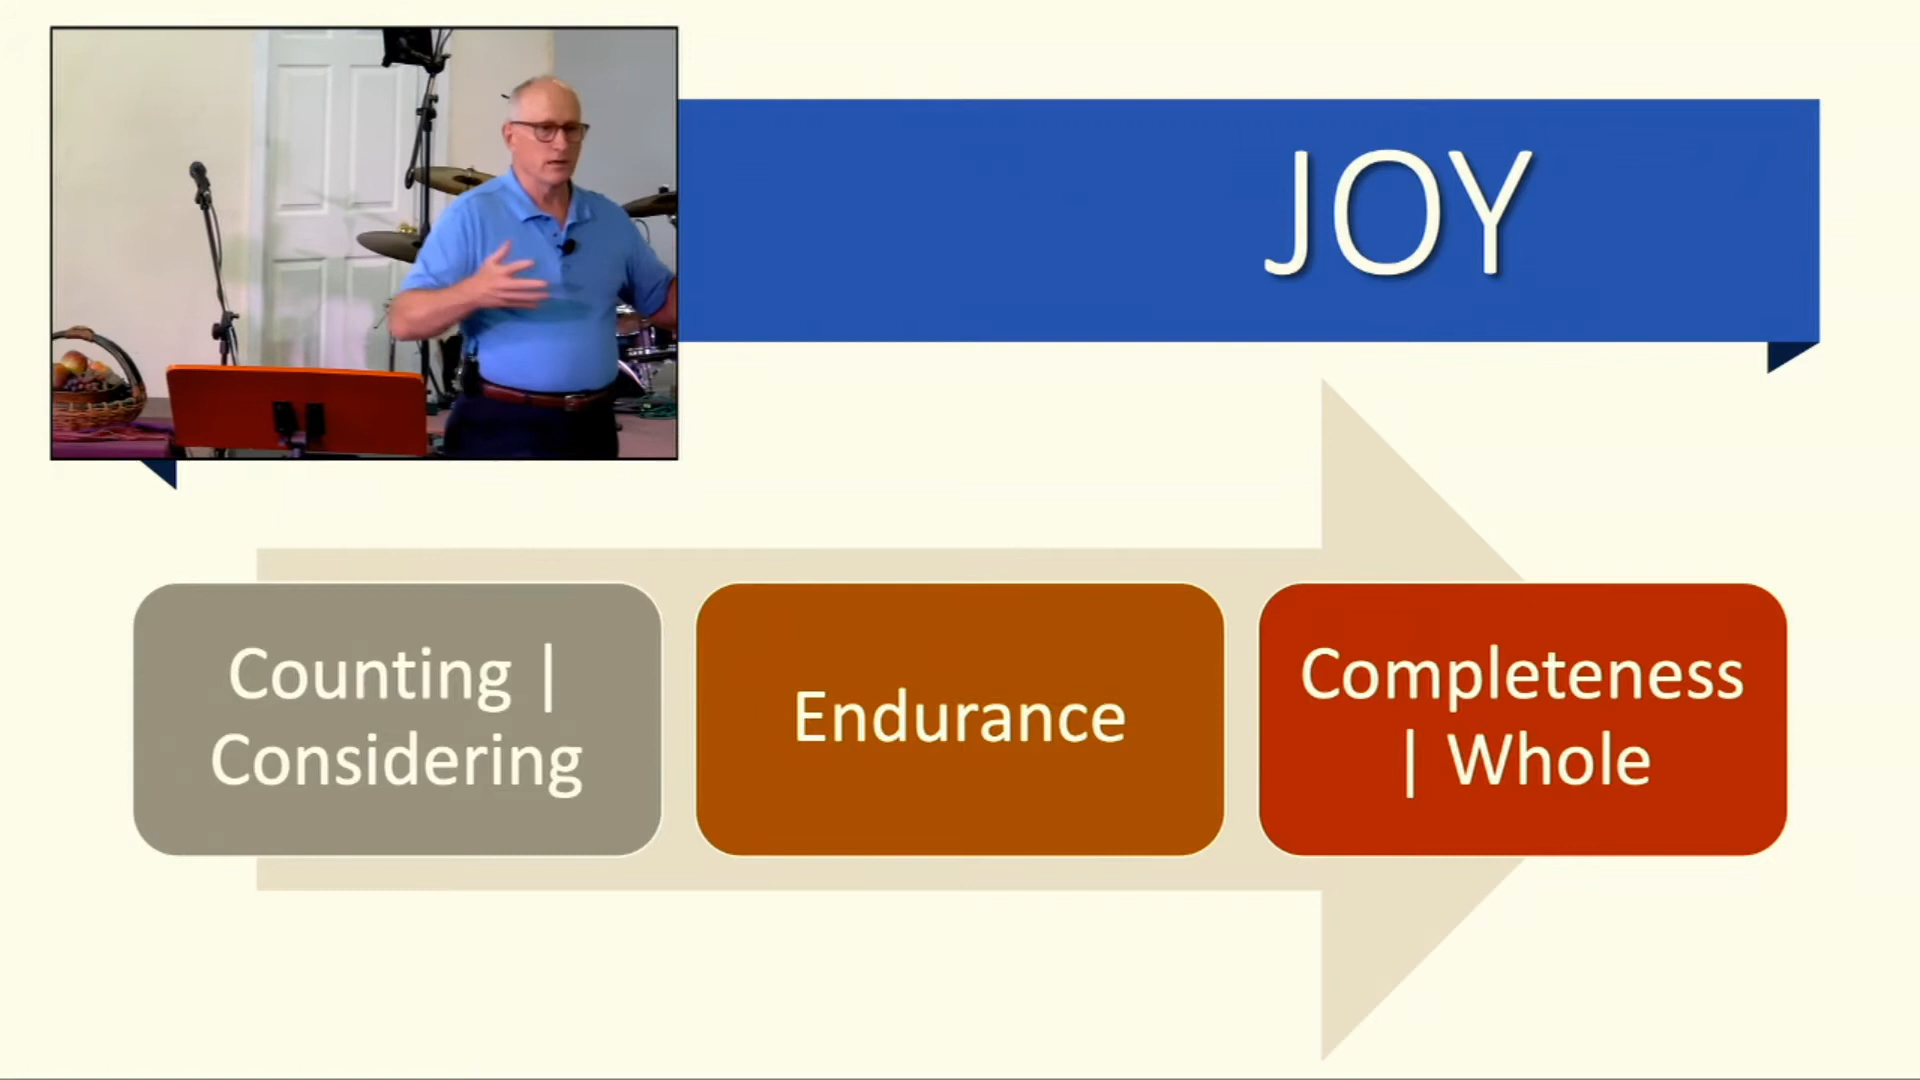 JOY
Counting |
Considering
Endurance
Completeness
| Whole